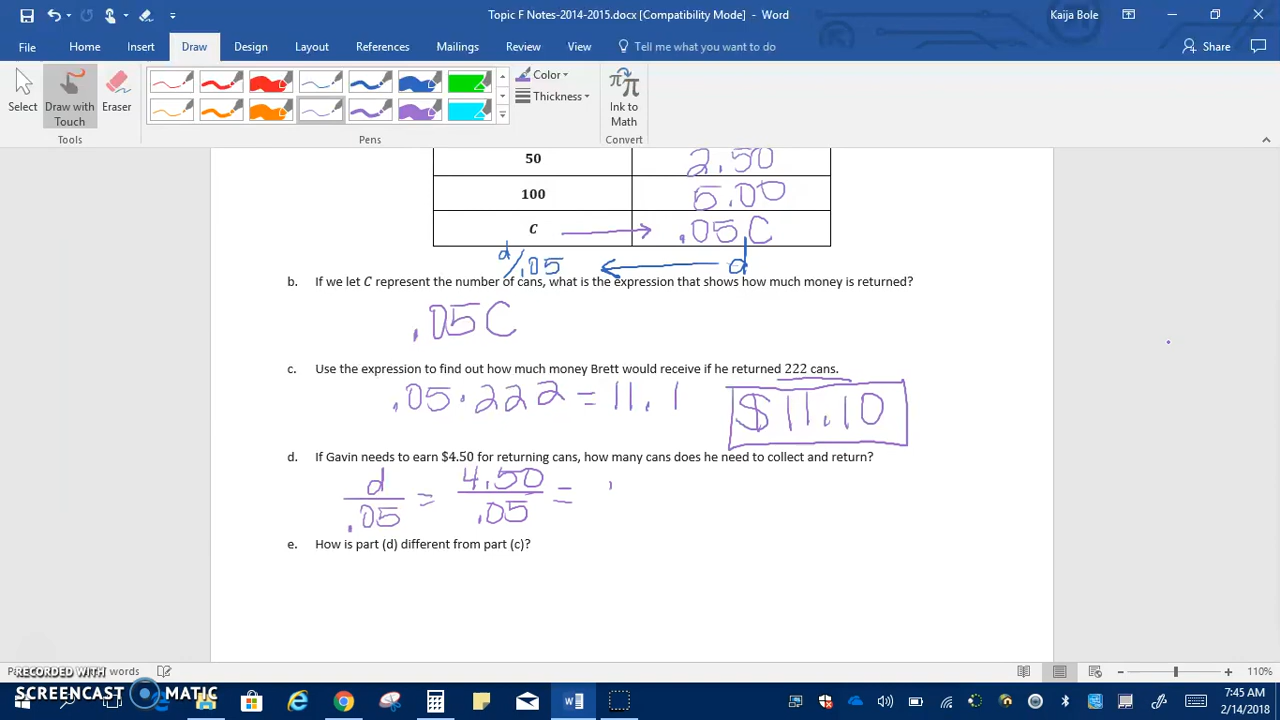 Topic F Notes-2014-2015.docx [Compatibility Mode] - Word
Kaija Bole
File Home Insert Draw Design Layout References Mailings Review View Tell me what you want to do Share
Select
Draw with Touch
Eraser
Tools
Pens
Color
Thickness
Ink to Math
Convert
50 2.50
100 5.00
C .05C
d/.05 d
b. If we let C represent the number of cans, what is the expression that shows how much money is returned?
.05C
c. Use the expression to find out how much money Brett would receive if he returned 222 cans.
.05 · 222 = 11.1 $11.10
d. If Gavin needs to earn $4.50 for returning cans, how many cans does he need to collect and return?
d/.05 = 4.50/.05 =
e. How is part (d) different from part (c)?
words
110%
RECORDED WITH
SCREENCAST MATIC
7:45 AM
2/14/2018